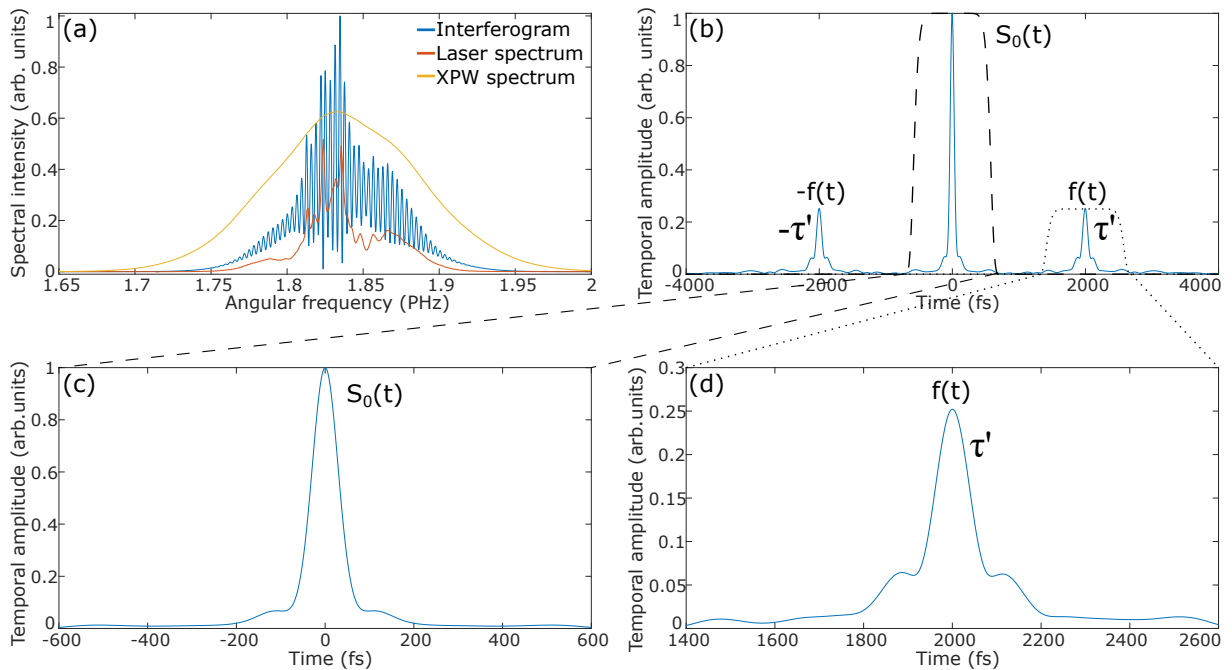 (a)
Interferogram
Laser spectrum
XPW spectrum
Spectral intensity (arb. units)
1
0.8
0.6
0.4
0.2
0
1.65
1.7
1.75
1.8
1.85
1.9
1.95
2
Angular frequency (PHz)
(b)
S0(t)
-f(t)
-τ'
f(t)
τ'
Temporal amplitude (arb. units)
1
0.8
0.6
0.4
0.2
0
-4000
-2000
0
2000
4000
Time (fs)
(c)
S0(t)
Temporal amplitude (arb.units)
1
0.8
0.6
0.4
0.2
-600
-400
-200
0
200
400
600
Time (fs)
(d)
f(t)
τ'
Temporal amplitude (arb.units)
0.3
0.25
0.2
0.15
0.1
0.05
0
1400
1600
1800
2000
2200
2400
2600
Time (fs)